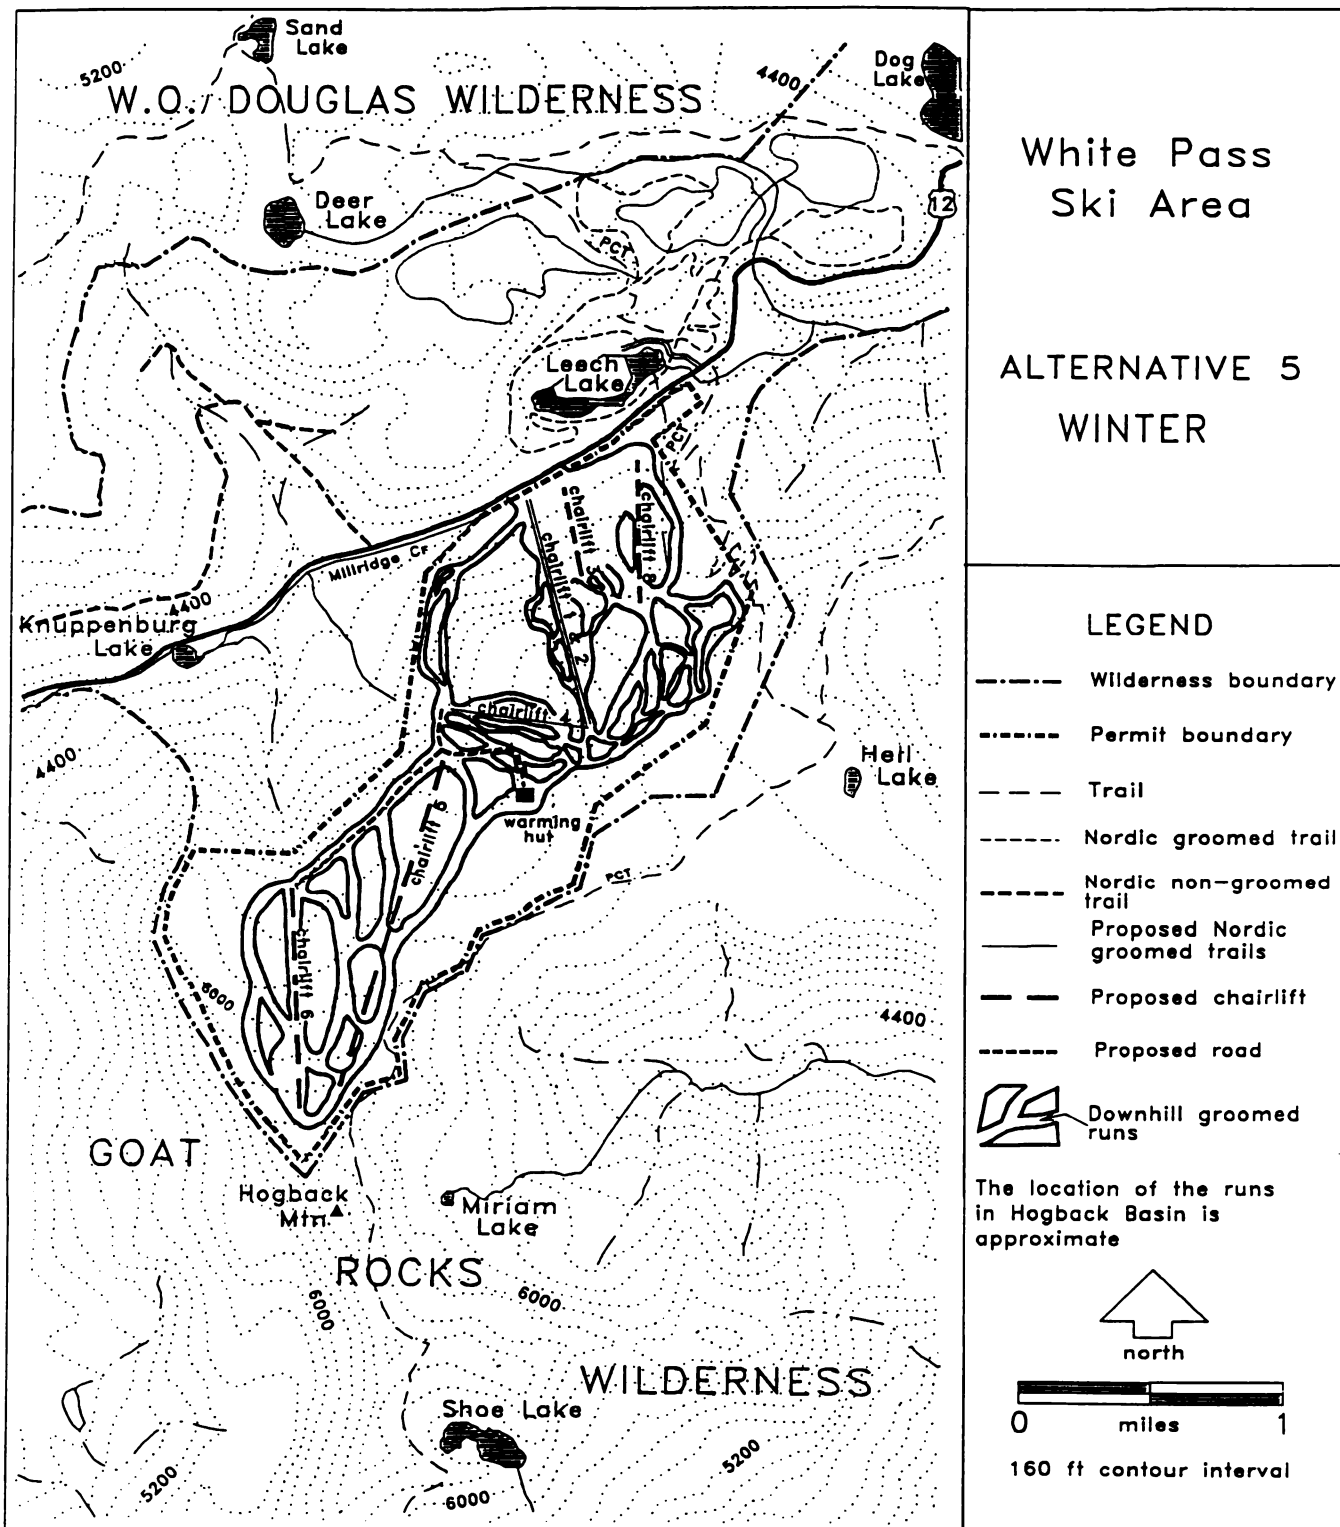 Sand
Lake
5200
W.O. DOUGLAS WILDERNESS
4400
Dog
Lake
Deer
Lake
PCT
12
Leech
Lake
PCT
chairlift 3
chairlift 8
chairlift 1 & 2
Millridge Cr
4400
Knuppenburg
Lake
chairlift 4
4400
Hell
Lake
chairlift 5
warming
hut
PCT
chairlift 6
6000
4400
GOAT
Hogback
Mtn
Miriam
Lake
ROCKS
6000
6000
WILDERNESS
Shoe Lake
5200
5200
6000
White Pass
Ski Area
ALTERNATIVE 5
WINTER
LEGEND
Wilderness boundary
Permit boundary
Trail
Nordic groomed trail
Nordic non-groomed
trail
Proposed Nordic
groomed trails
Proposed chairlift
Proposed road
Downhill groomed
runs
The location of the runs
in Hogback Basin is
approximate
north
0 miles 1
160 ft contour interval